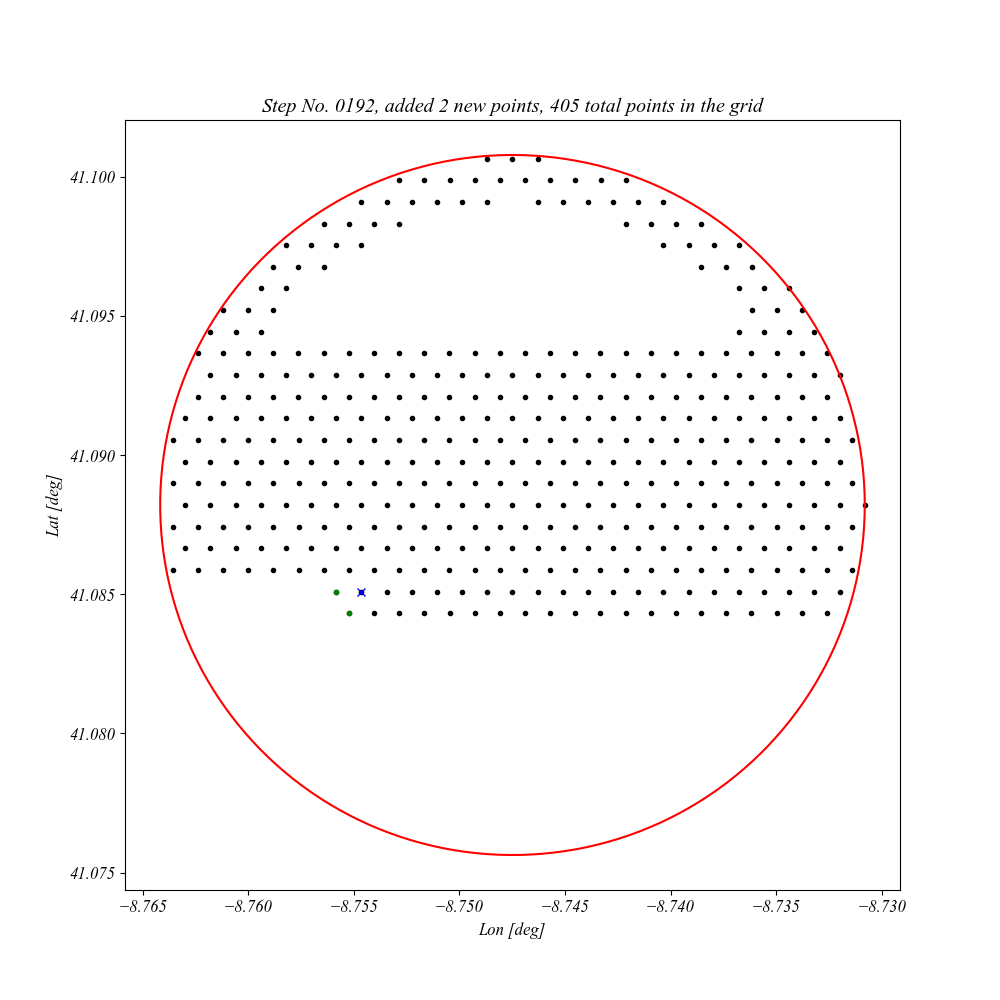 Step No. 0192, added 2 new points, 405 total points in the grid
41.100
41.095
41.090
41.085
41.080
41.075
Lat [deg]
−8.765 −8.760 −8.755 −8.750 −8.745 −8.740 −8.735 −8.730
Lon [deg]